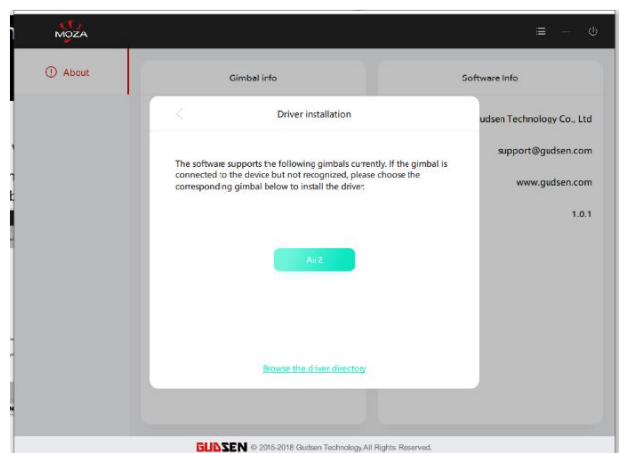 MOZA
About
Gimbal info
Software Info
Driver installation
udsen Technology Co., Ltd
The software supports the following gimbals currently. If the gimbal is
connected to the device but not recognized, please choose the
corresponding gimbal below to install the driver:
support@gudsen.com
www.gudsen.com
1.0.1
Air2
Browse the driver directory
GUDSEN © 2015-2018 Gudsen Technology.All Rights Reserved.